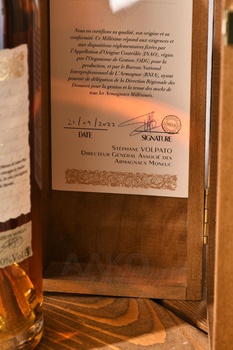 Nous en certifions sa qualité, son origine et sa
conformité. Ce Millésime répond aux exigences et
aux dispositions réglementaires fixées par
l'Appellation d'Origine Contrôlée (INAO), régie
par l'Organisme de Gestion (ODG) pour la
production, et par le Bureau National
Interprofessionnel de L'Armagnac (BNIA), ayant
pouvoir de délégation de la Direction Régionale des
Douanes pour la gestion et la tenue des stocks de
tous les Armagnacs Millésimés.
21/09/2022
DATE SIGNATURE
Stéphane VOLPATO
Directeur Général Associé des
Armagnacs Moneuc